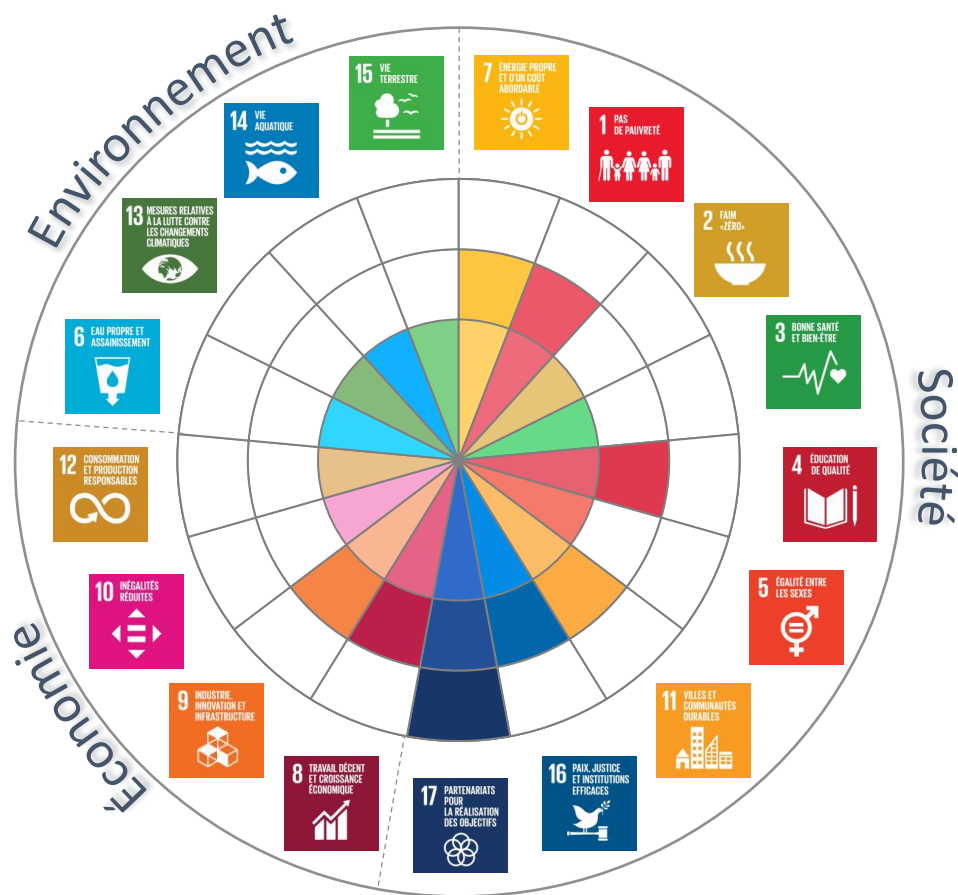 Environnement
15 VIE
TERRESTRE
7 ÉNERGIE PROPRE
ET D'UN COÛT
ABORDABLE
14 VIE
AQUATIQUE
1 PAS
DE PAUVRETÉ
13 MESURES RELATIVES
À LA LUTTE CONTRE
LES CHANGEMENTS
CLIMATIQUES
2 FAIM
«ZÉRO»
6 EAU PROPRE ET
ASSAINISSEMENT
3 BONNE SANTÉ
ET BIEN-ÊTRE
Société
12 CONSOMMATION
ET PRODUCTION
RESPONSABLES
4 ÉDUCATION
DE QUALITÉ
10 INÉGALITÉS
RÉDUITES
5 ÉGALITÉ ENTRE
LES SEXES
Économie
9 INDUSTRIE,
INNOVATION ET
INFRASTRUCTURE
11 VILLES ET
COMMUNAUTÉS
DURABLES
8 TRAVAIL DÉCENT
ET CROISSANCE
ÉCONOMIQUE
17 PARTENARIATS
POUR
LA RÉALISATION
DES OBJECTIFS
16 PAIX, JUSTICE
ET INSTITUTIONS
EFFICACES